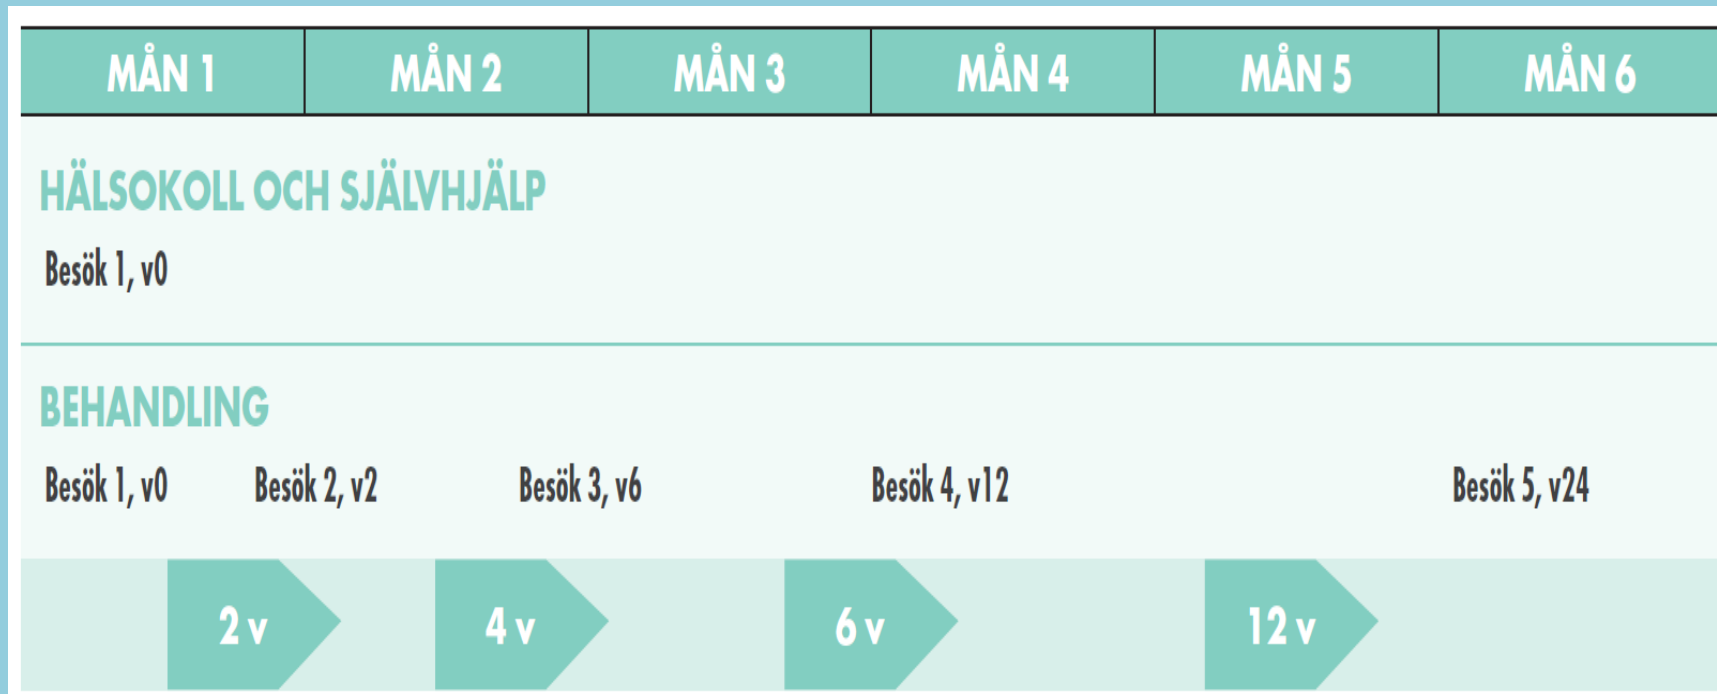 MÅN 1 MÅN 2 MÅN 3 MÅN 4 MÅN 5 MÅN 6
HÄLSOKOLL OCH SJÄLVHJÄLP
Besök 1, v0
BEHANDLING
Besök 1, v0 Besök 2, v2 Besök 3, v6 Besök 4, v12 Besök 5, v24
2 v 4 v 6 v 12 v